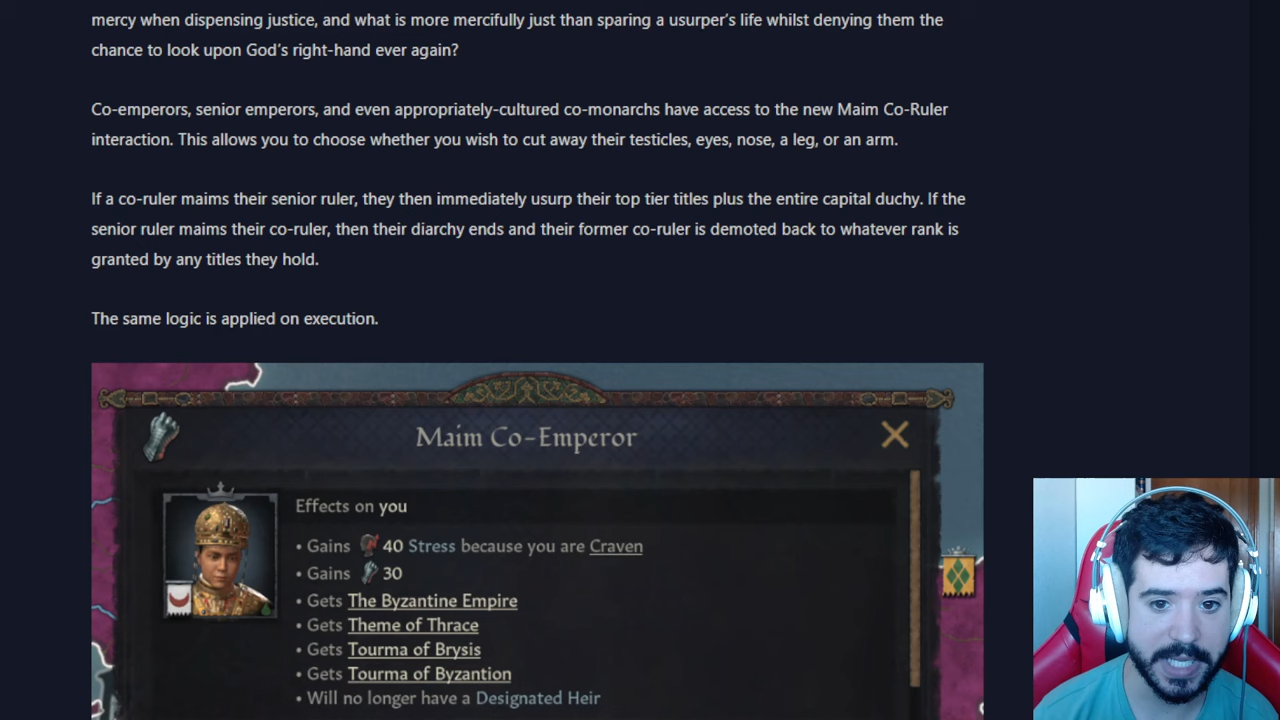 mercy when dispensing justice, and what is more mercifully just than sparing a usurper’s life whilst denying them the
chance to look upon God’s right-hand ever again?
Co-emperors, senior emperors, and even appropriately-cultured co-monarchs have access to the new Maim Co-Ruler
interaction. This allows you to choose whether you wish to cut away their testicles, eyes, nose, a leg, or an arm.
If a co-ruler maims their senior ruler, they then immediately usurp their top tier titles plus the entire capital duchy. If the
senior ruler maims their co-ruler, then their diarchy ends and their former co-ruler is demoted back to whatever rank is
granted by any titles they hold.
The same logic is applied on execution.
Maim Co-Emperor
Effects on you
• Gains 40 Stress because you are Craven
• Gains 30
• Gets The Byzantine Empire
• Gets Theme of Thrace
• Gets Tourma of Brysis
• Gets Tourma of Byzantion
• Will no longer have a Designated Heir